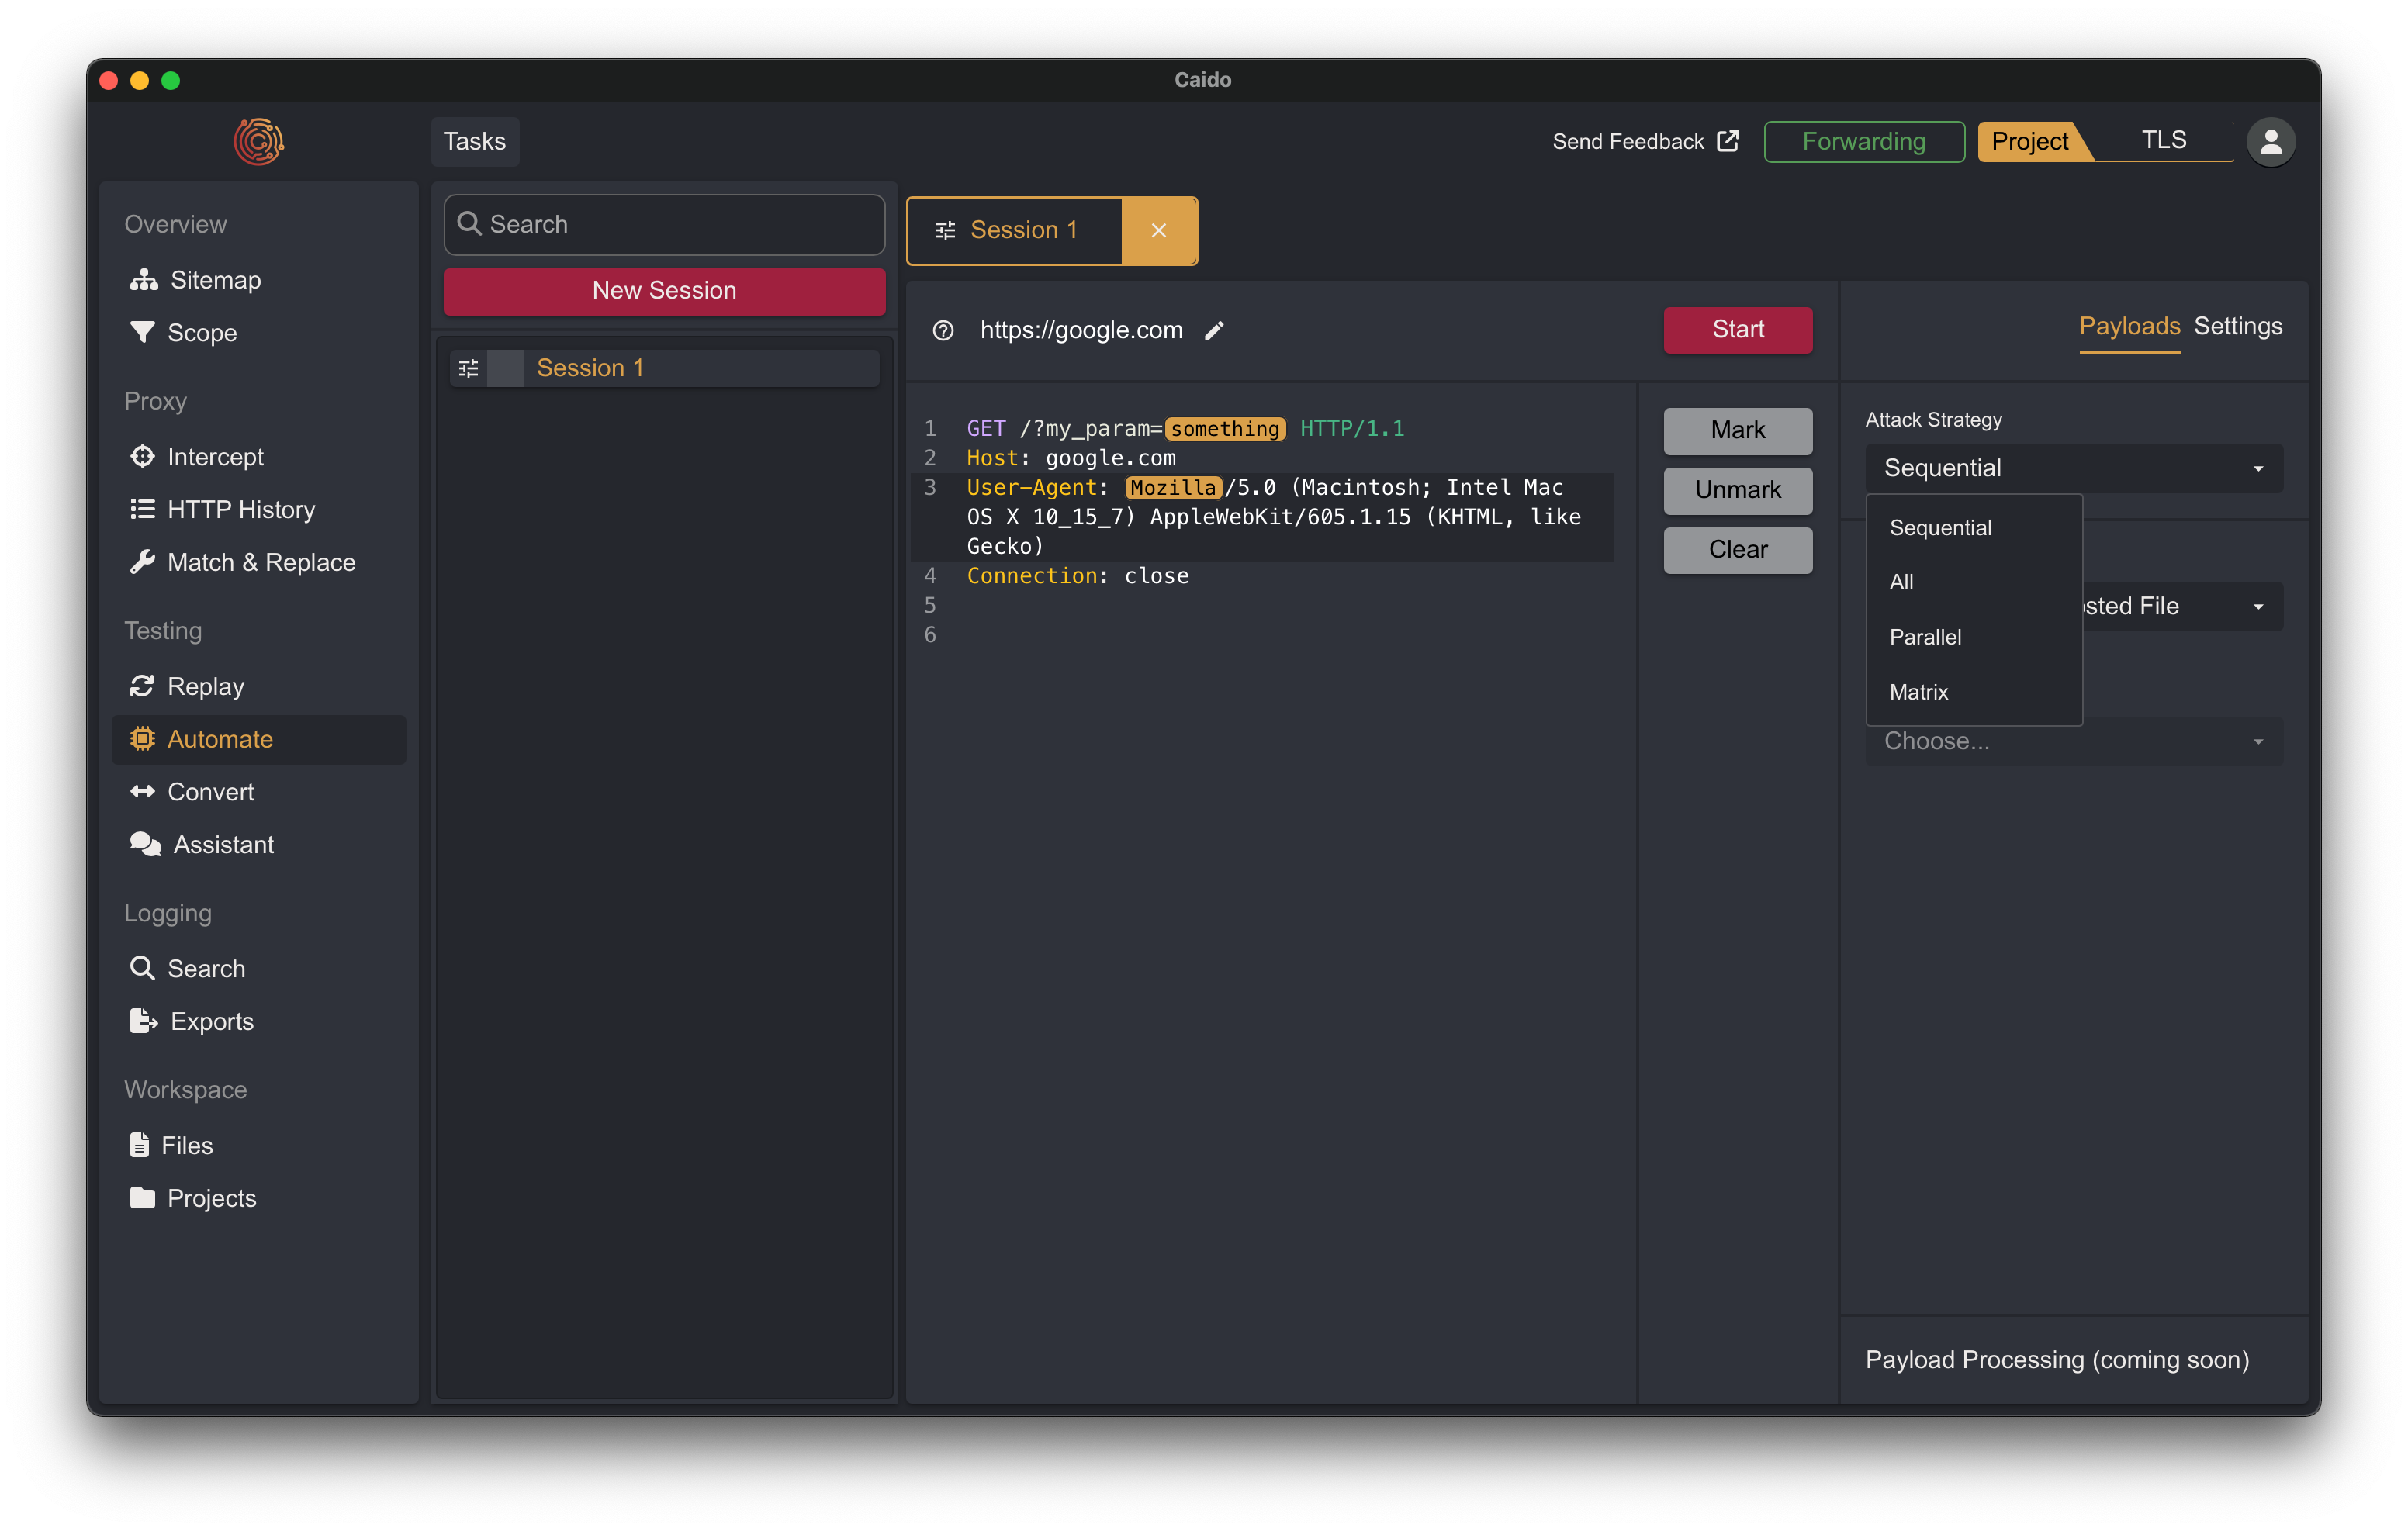 Caido
Tasks
Send Feedback
Forwarding
Project
TLS
Overview
Sitemap
Scope
Proxy
Intercept
HTTP History
Match & Replace
Testing
Replay
Automate
Convert
Assistant
Logging
Search
Exports
Workspace
Files
Projects
Search
New Session
Session 1
Session 1
https://google.com
Start
1 GET /?my_param=something HTTP/1.1
2 Host: google.com
3 User-Agent: Mozilla/5.0 (Macintosh; Intel Mac
OS X 10_15_7) AppleWebKit/605.1.15 (KHTML, like
Gecko)
4 Connection: close
5
6
Mark
Unmark
Clear
Payloads Settings
Attack Strategy
Sequential
Sequential
All
Parallel
Matrix
File
Choose...
Payload Processing (coming soon)